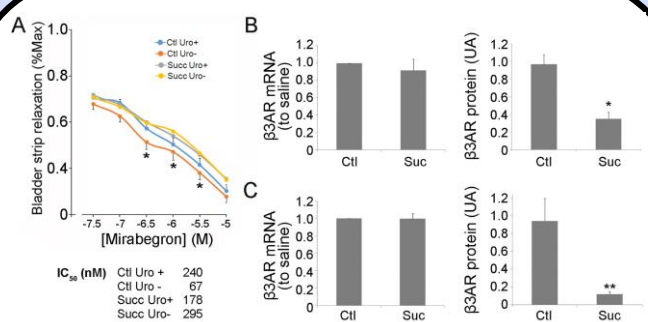 A
Bladder strip relaxation (%Max)
1.0
0.8
0.6
0.4
0
Ctl Uro+
Ctl Uro-
Succ Uro+
Succ Uro-
* * *
-7.5 -7 -6.5 -6 -5.5 -5
[Mirabegron] (M)
IC50 (nM)
Ctl Uro + 240
Ctl Uro - 67
Succ Uro+ 178
Succ Uro- 295
B
β3AR mRNA
(to saline)
1.2
1.0
0.8
0.6
0.4
0.2
0
Ctl Suc
β3AR protein (UA)
1.2
1.0
0.8
0.6
0.4
0.2
0
*
Ctl Suc
C
β3AR mRNA
(to saline)
1.2
1.0
0.8
0.6
0.4
0.2
0
Ctl Suc
β3AR protein (UA)
1.2
1.0
0.8
0.6
0.4
0.2
0
**
Ctl Suc